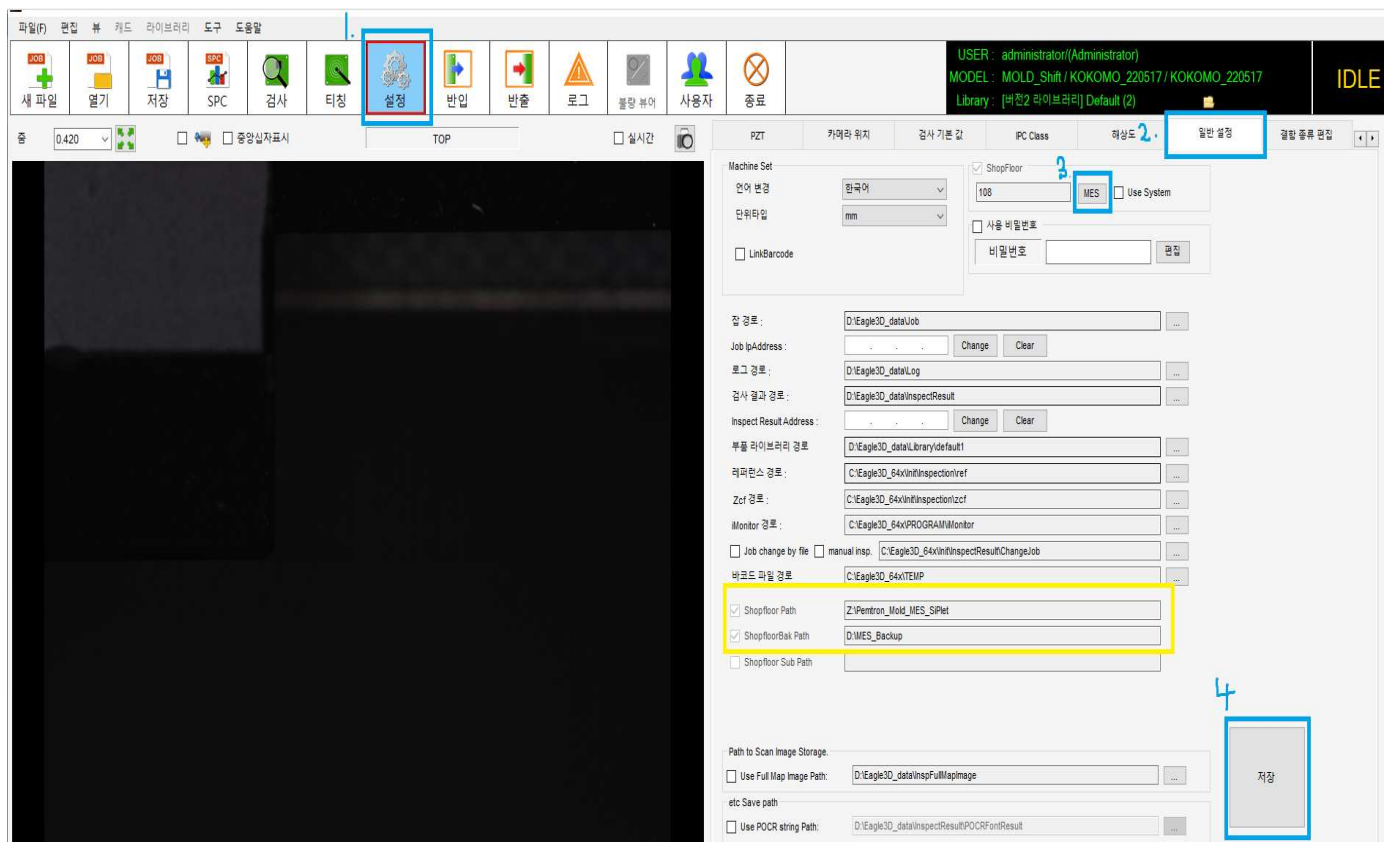 파일(F) 편집 뷰 캐드 라이브러리 도구 도움말
1.
JOB JOB JOB SPC
새 파일 열기 저장 SPC 검사 티칭 설정 반입 반출 로그 불량 뷰어 사용자 종료
USER : administrator/(Administrator)
MODEL : MOLD_Shift / KOKOMO_220517 / KOKOMO_220517
Library : [버전2 라이브러리] Default (2)
IDLE
줌 0.420 중앙십자표시 TOP 실시간
PZT 카메라 위치 검사 기본 값 IPC Class 해상도 2. 일반 설정 결함 종류 편집
Machine Set
언어 변경 한국어
단위타입 mm
LinkBarcode
ShopFloor 3.
108 MES Use System
사용 비밀번호
비밀번호 편집
잡 경로 : D:\Eagle3D_data\Job ...
Job IpAddress : . . . Change Clear
로그 경로 : D:\Eagle3D_data\Log ...
검사 결과 경로 : D:\Eagle3D_data\InspectResult ...
Inspect Result Address : . . . Change Clear
부품 라이브러리 경로 D:\Eagle3D_data\Library\default1 ...
레퍼런스 경로 : C:\Eagle3D_64x\Init\Inspection\ref ...
Zcf 경로 : C:\Eagle3D_64x\Init\Inspection\zcf ...
iMonitor 경로 : C:\Eagle3D_64x\PROGRAM\iMonitor ...
Job change by file manual insp. C:\Eagle3D_64x\Init\InspectResult\ChangeJob ...
바코드 파일 경로 C:\Eagle3D_64x\TEMP ...
Shopfloor Path Z:\Pemtron_Mold_MES_SiPlet
ShopfloorBak Path D:\MES_Backup
Shopfloor Sub Path
4
저장
Path to Scan Image Storage.
Use Full Map Image Path: D:\Eagle3D_data\InspFullMapImage ...
etc Save path
Use POCR string Path: D:\Eagle3D_data\InspectResult\POCRFontResult ...